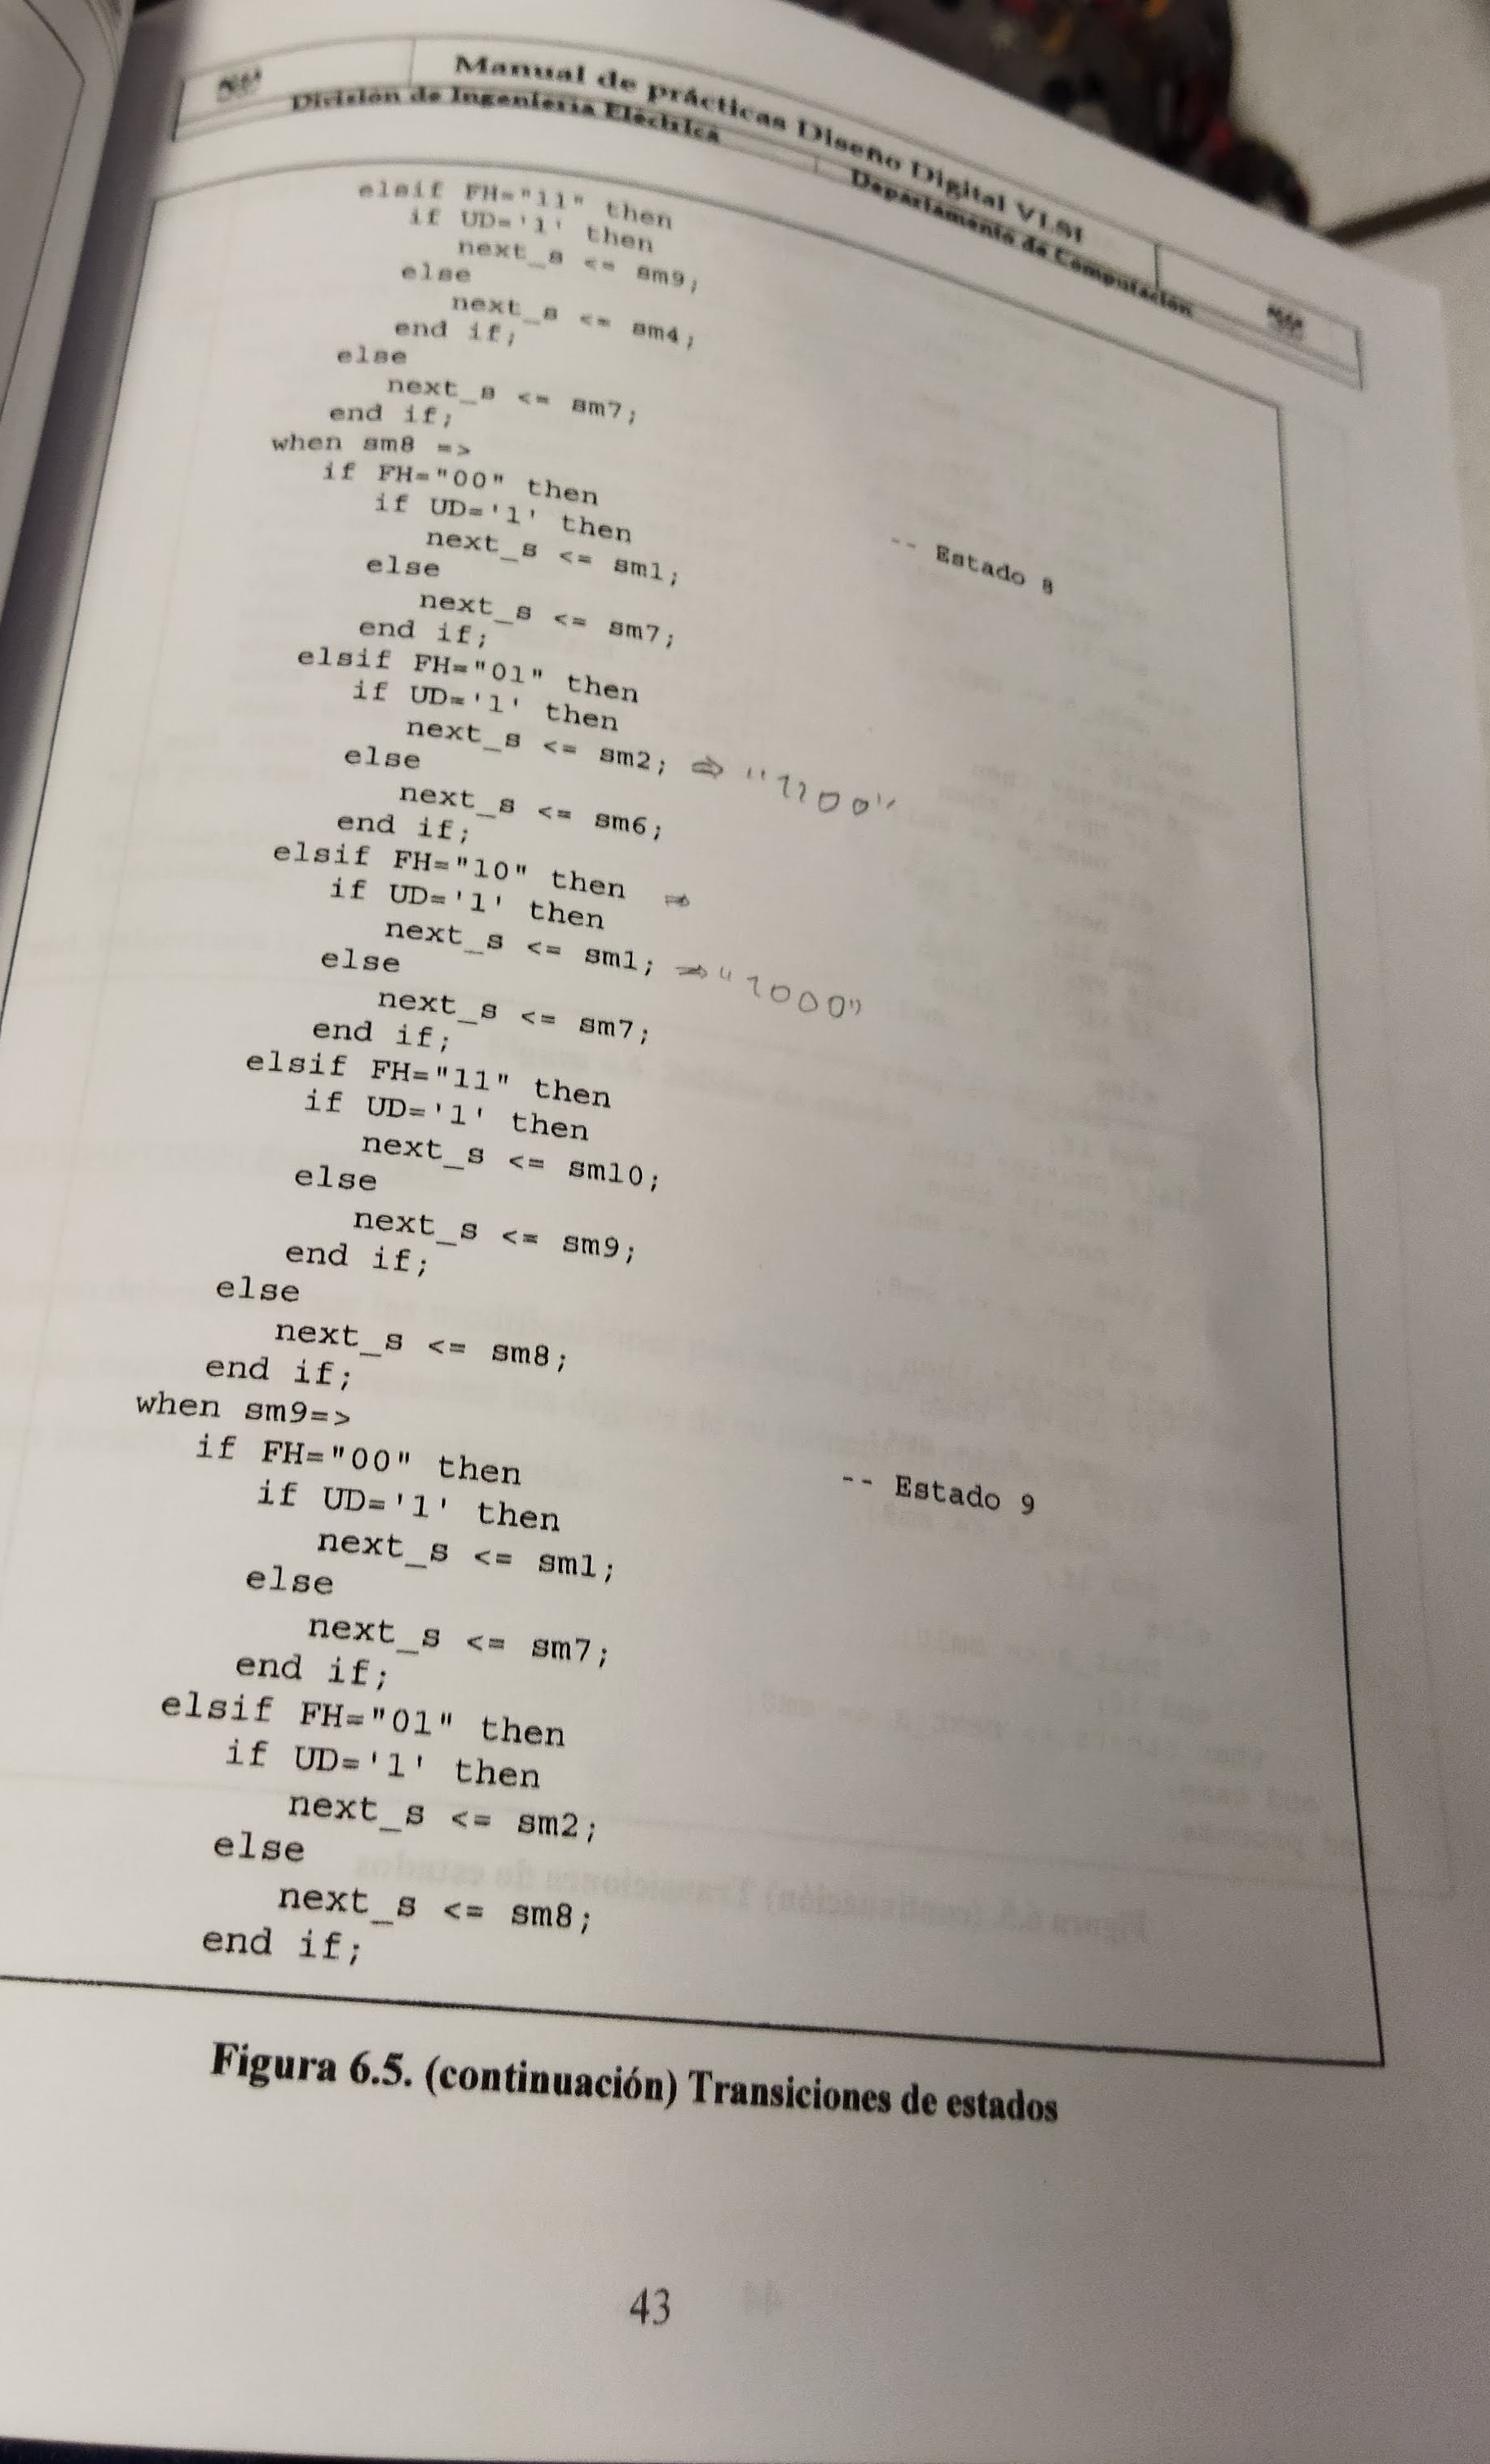 Manual de prácticas Diseño Digital VLSI
División de Ingeniería Eléctrica Departamento de Computación
elsif FH="11" then
if UD='1' then
next_s <= sm9;
else
next_s <= sm4;
end if;
else
next_s <= sm7;
end if;
when sm8 => -- Estado 8
if FH="00" then
if UD='1' then
next_s <= sm1;
else
next_s <= sm7;
end if;
elsif FH="01" then
if UD='1' then
next_s <= sm2; ⇒ "1100"
else
next_s <= sm6;
end if;
elsif FH="10" then ⇒
if UD='1' then
next_s <= sm1; ⇒ "1000"
else
next_s <= sm7;
end if;
elsif FH="11" then
if UD='1' then
next_s <= sm10;
else
next_s <= sm9;
end if;
else
next_s <= sm8;
end if;
when sm9=> -- Estado 9
if FH="00" then
if UD='1' then
next_s <= sm1;
else
next_s <= sm7;
end if;
elsif FH="01" then
if UD='1' then
next_s <= sm2;
else
next_s <= sm8;
end if;
Figura 6.5. (continuación) Transiciones de estados
43